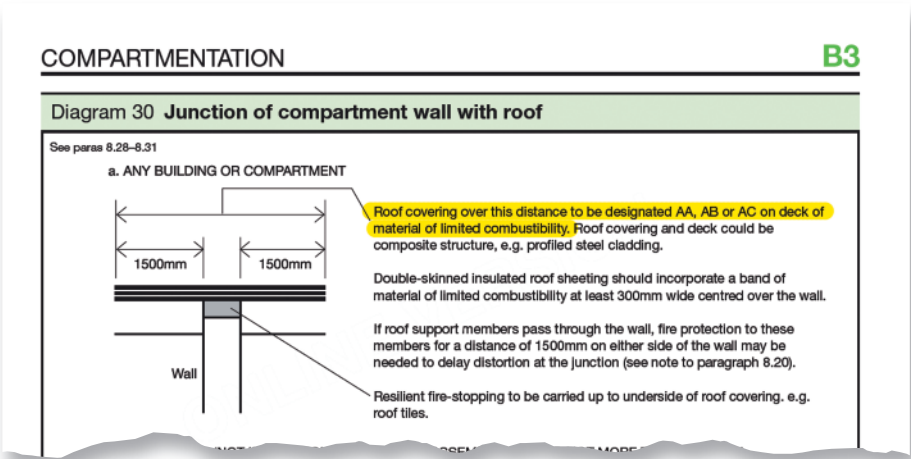 COMPARTMENTATION B3
Diagram 30 Junction of compartment wall with roof
See paras 8.28–8.31
a. ANY BUILDING OR COMPARTMENT
Roof covering over this distance to be designated AA, AB or AC on deck of
material of limited combustibility. Roof covering and deck could be
composite structure, e.g. profiled steel cladding.
1500mm 1500mm
Double-skinned insulated roof sheeting should incorporate a band of
material of limited combustibility at least 300mm wide centred over the wall.
If roof support members pass through the wall, fire protection to these
members for a distance of 1500mm on either side of the wall may be
needed to delay distortion at the junction (see note to paragraph 8.20).
Wall
Resilient fire-stopping to be carried up to underside of roof covering. e.g.
roof tiles.